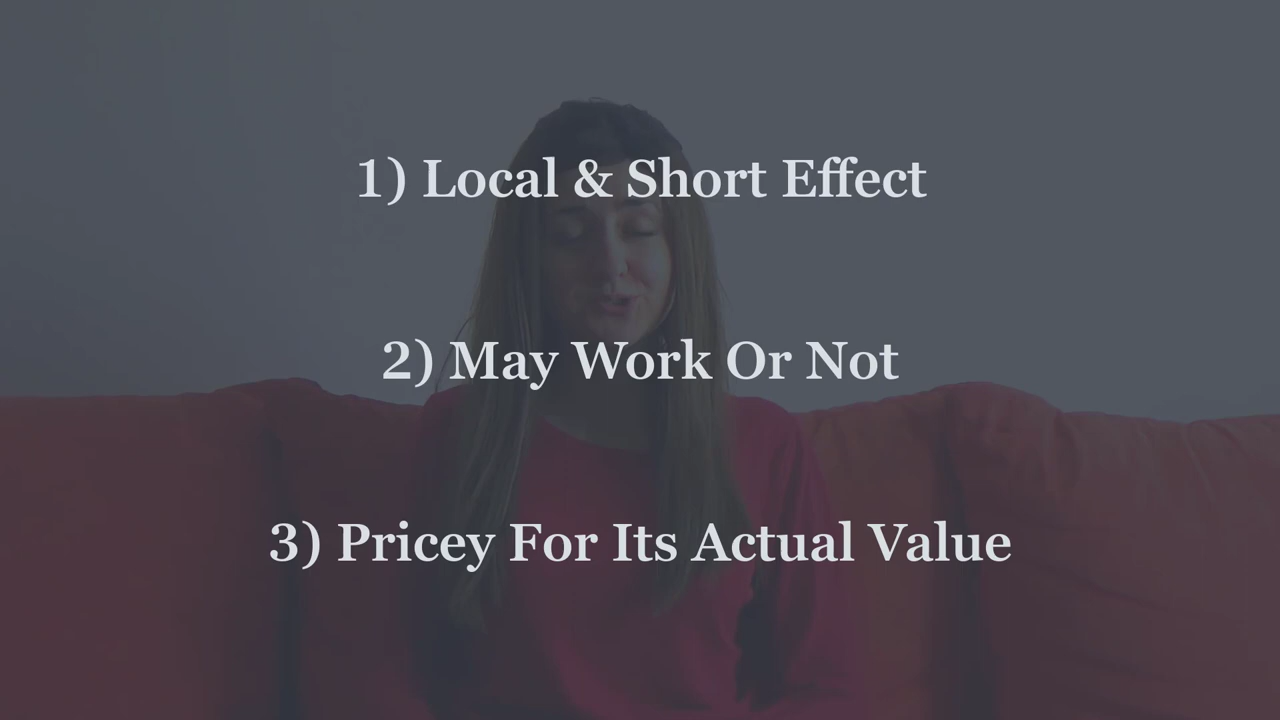 1) Local & Short Effect
2) May Work Or Not
3) Pricey For Its Actual Value